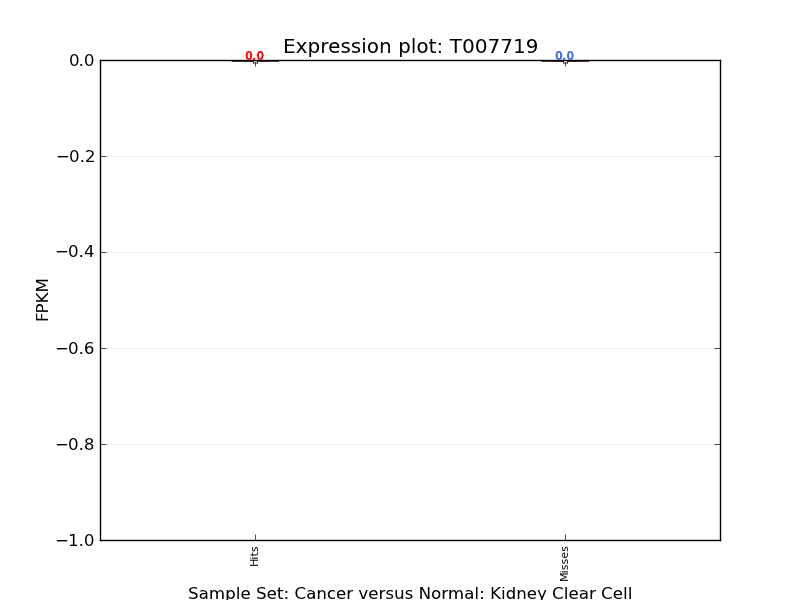 Expression plot: T007719
0.0
0.0
0.0
−0.2
−0.4
−0.6
−0.8
−1.0
FPKM
Hits
Misses
Sample Set: Cancer versus Normal: Kidney Clear Cell